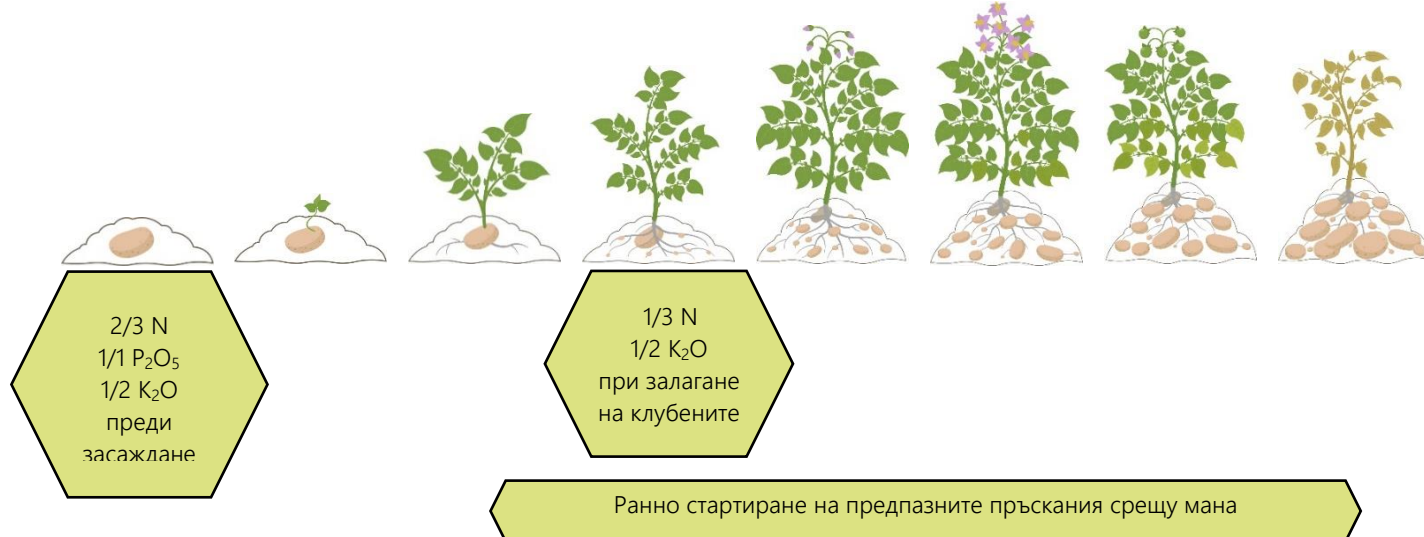 2/3 N
1/1 P₂O₅
1/2 K₂O
преди
засаждане
1/3 N
1/2 K₂O
при залагане
на клубените
Ранно стартиране на предпазните пръскания срещу мана